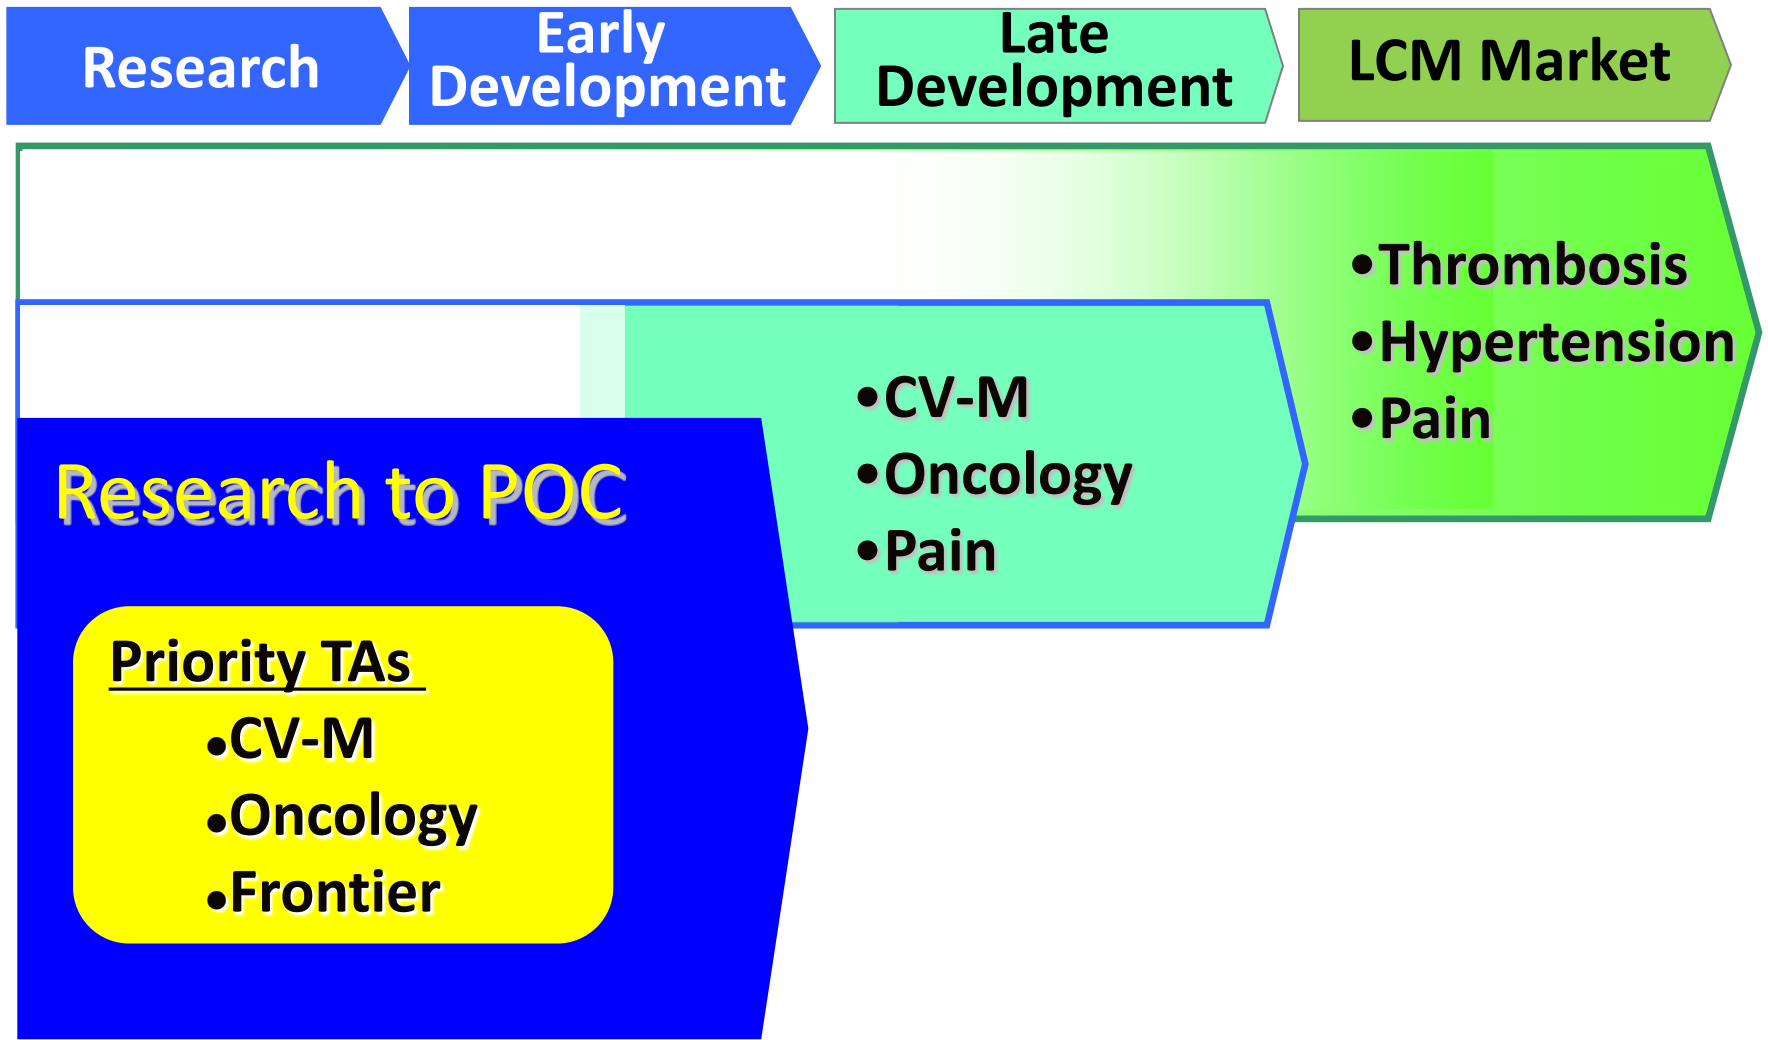 Research
Early
Development
Late
Development
LCM Market
•Thrombosis
•Hypertension
•Pain
•CV-M
•Oncology
•Pain
Research to POC
Priority TAs
•CV-M
•Oncology
•Frontier